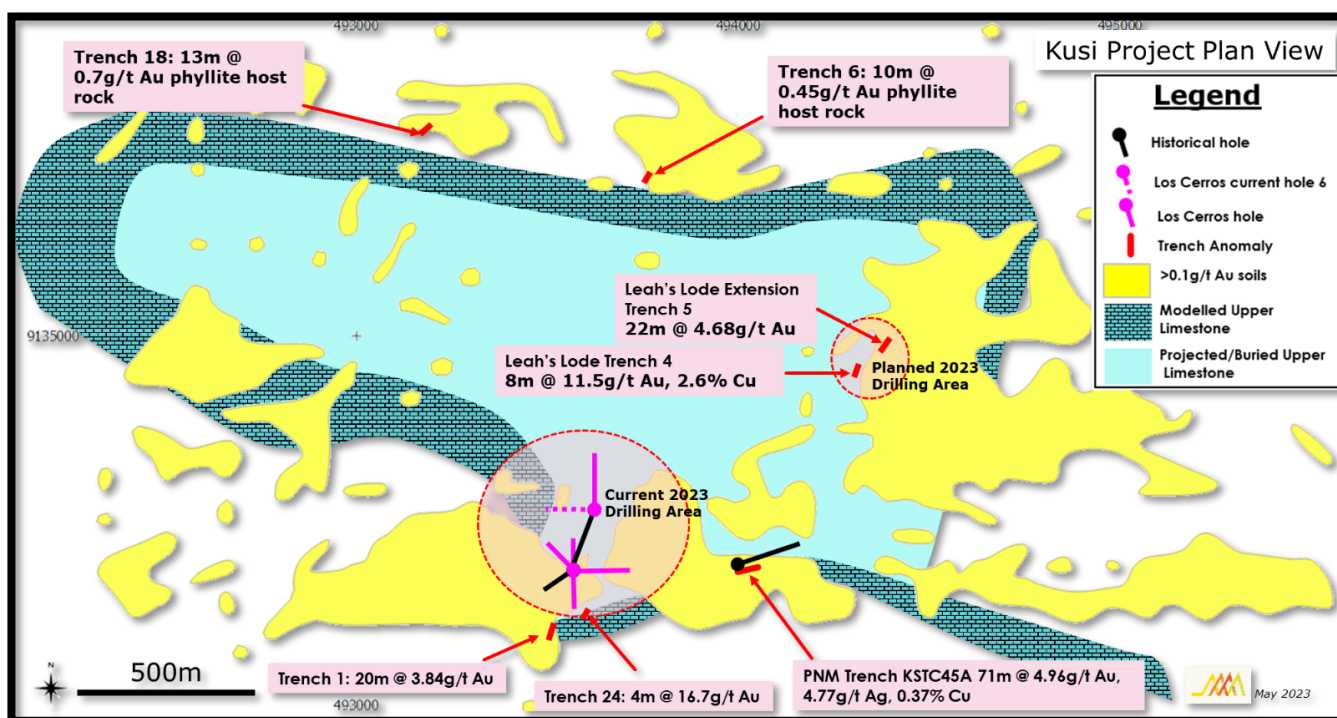 493000
494000
495000
Kusi Project Plan View
Trench 18: 13m @
0.7g/t Au phyllite host
rock
Trench 6: 10m @
0.45g/t Au phyllite
host rock
Legend
Historical hole
Los Cerros current hole 6
Los Cerros hole
Trench Anomaly
>0.1g/t Au soils
Modelled Upper
Limestone
Projected/Buried Upper
Limestone
Leah's Lode Extension
Trench 5
22m @ 4.68g/t Au
9135000
Leah's Lode Trench 4
8m @ 11.5g/t Au, 2.6% Cu
Planned 2023
Drilling Area
Current 2023
Drilling Area
N
500m
Trench 1: 20m @ 3.84g/t Au
Trench 24: 4m @ 16.7g/t Au
PNM Trench KSTC45A 71m @ 4.96g/t Au,
4.77g/t Ag, 0.37% Cu
May 2023
493000